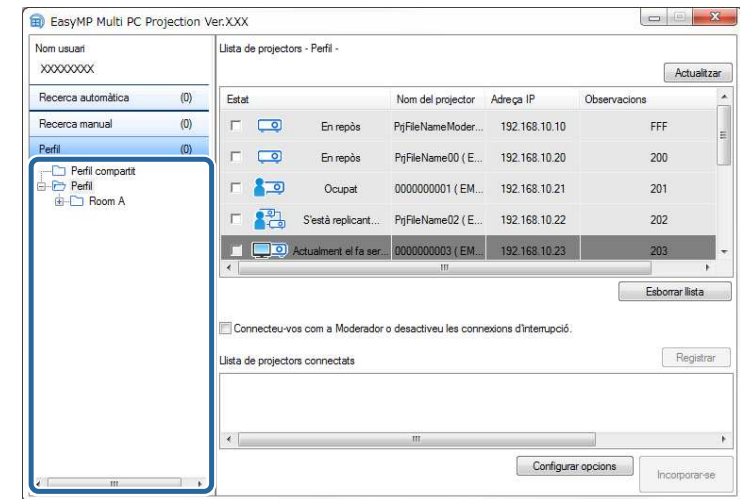 EasyMP Multi PC Projection Ver.XXX
Nom usuari
XXXXXXXX
Recerca automàtica (0)
Recerca manual (0)
Perfil (0)
Perfil compartit
Perfil
Room A
Llista de projectors - Perfil -
Actualitzar
Estat Nom del projector Adreça IP Observacions
En repòs PrjFileNameModer... 192.168.10.10 FFF
En repòs PrjFileName00 ( E... 192.168.10.20 200
Ocupat 0000000001 ( EM... 192.168.10.21 201
S'està replicant... PrjFileName02 ( E... 192.168.10.22 202
Actualment el fa ser... 0000000003 ( EM... 192.168.10.23 203
Esborrar llista
Connecteu-vos com a Moderador o desactiveu les connexions d'interrupció.
Llista de projectors connectats
Registrar
Configurar opcions
Incorporar-se